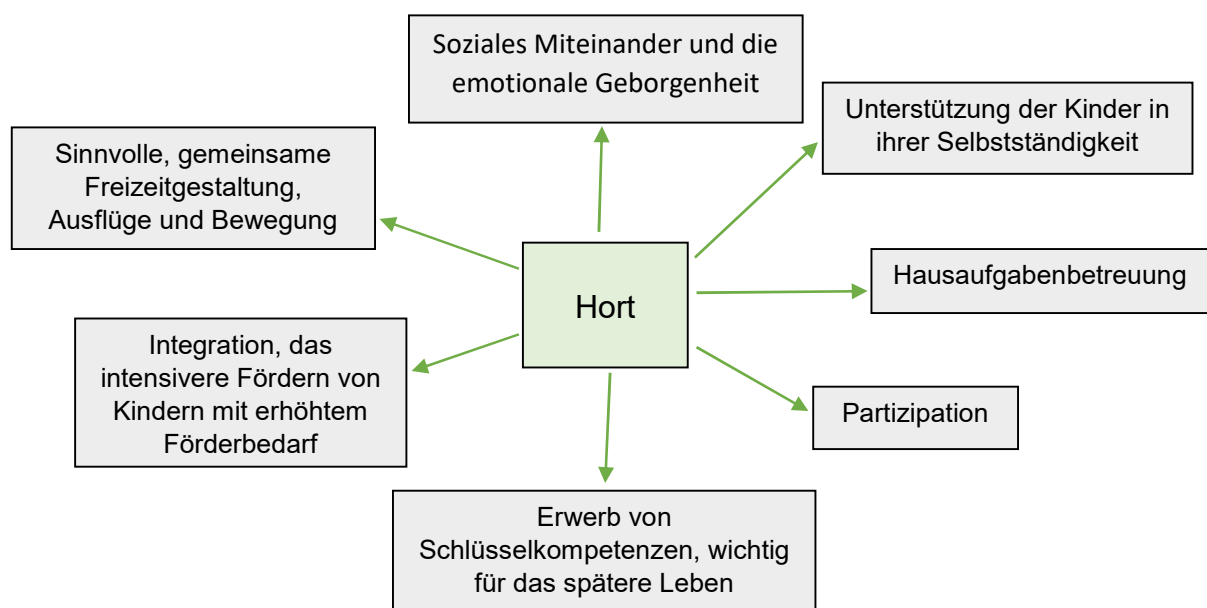 Soziales Miteinander und die
emotionale Geborgenheit
Unterstützung der Kinder in
ihrer Selbstständigkeit
Sinnvolle, gemeinsame
Freizeitgestaltung,
Ausflüge und Bewegung
Hausaufgabenbetreuung
Hort
Integration, das
intensivere Fördern von
Kindern mit erhöhtem
Förderbedarf
Partizipation
Erwerb von
Schlüsselkompetenzen, wichtig
für das spätere Leben